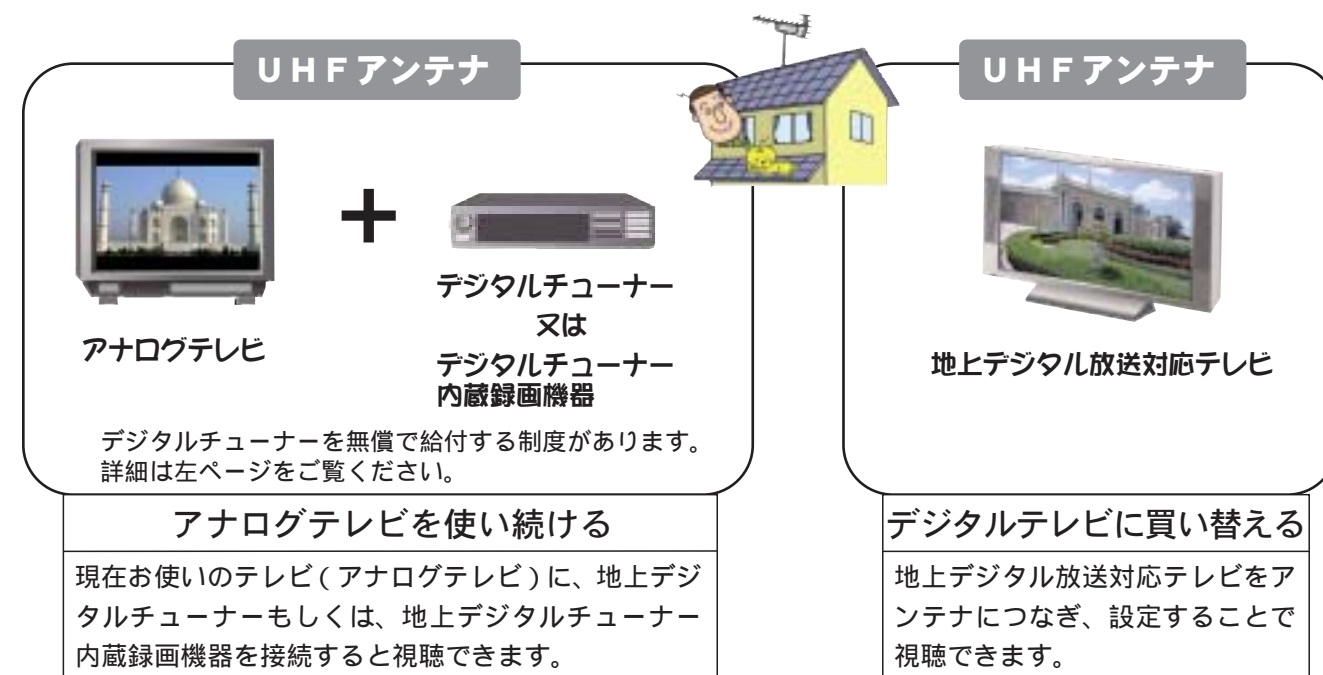 UHFアンテナ
アナログテレビ
+
デジタルチューナー
又は
デジタルチューナー
内蔵録画機器
デジタルチューナーを無償で給付する制度があります。
詳細は左ページをご覧ください。
アナログテレビを使い続ける
現在お使いのテレビ(アナログテレビ)に、地上デジ
タルチューナーもしくは、地上デジタルチューナー
内蔵録画機器を接続すると視聴できます。
UHFアンテナ
地上デジタル放送対応テレビ
デジタルテレビに買い替える
地上デジタル放送対応テレビをア
ンテナにつなぎ、設定することで
視聴できます。